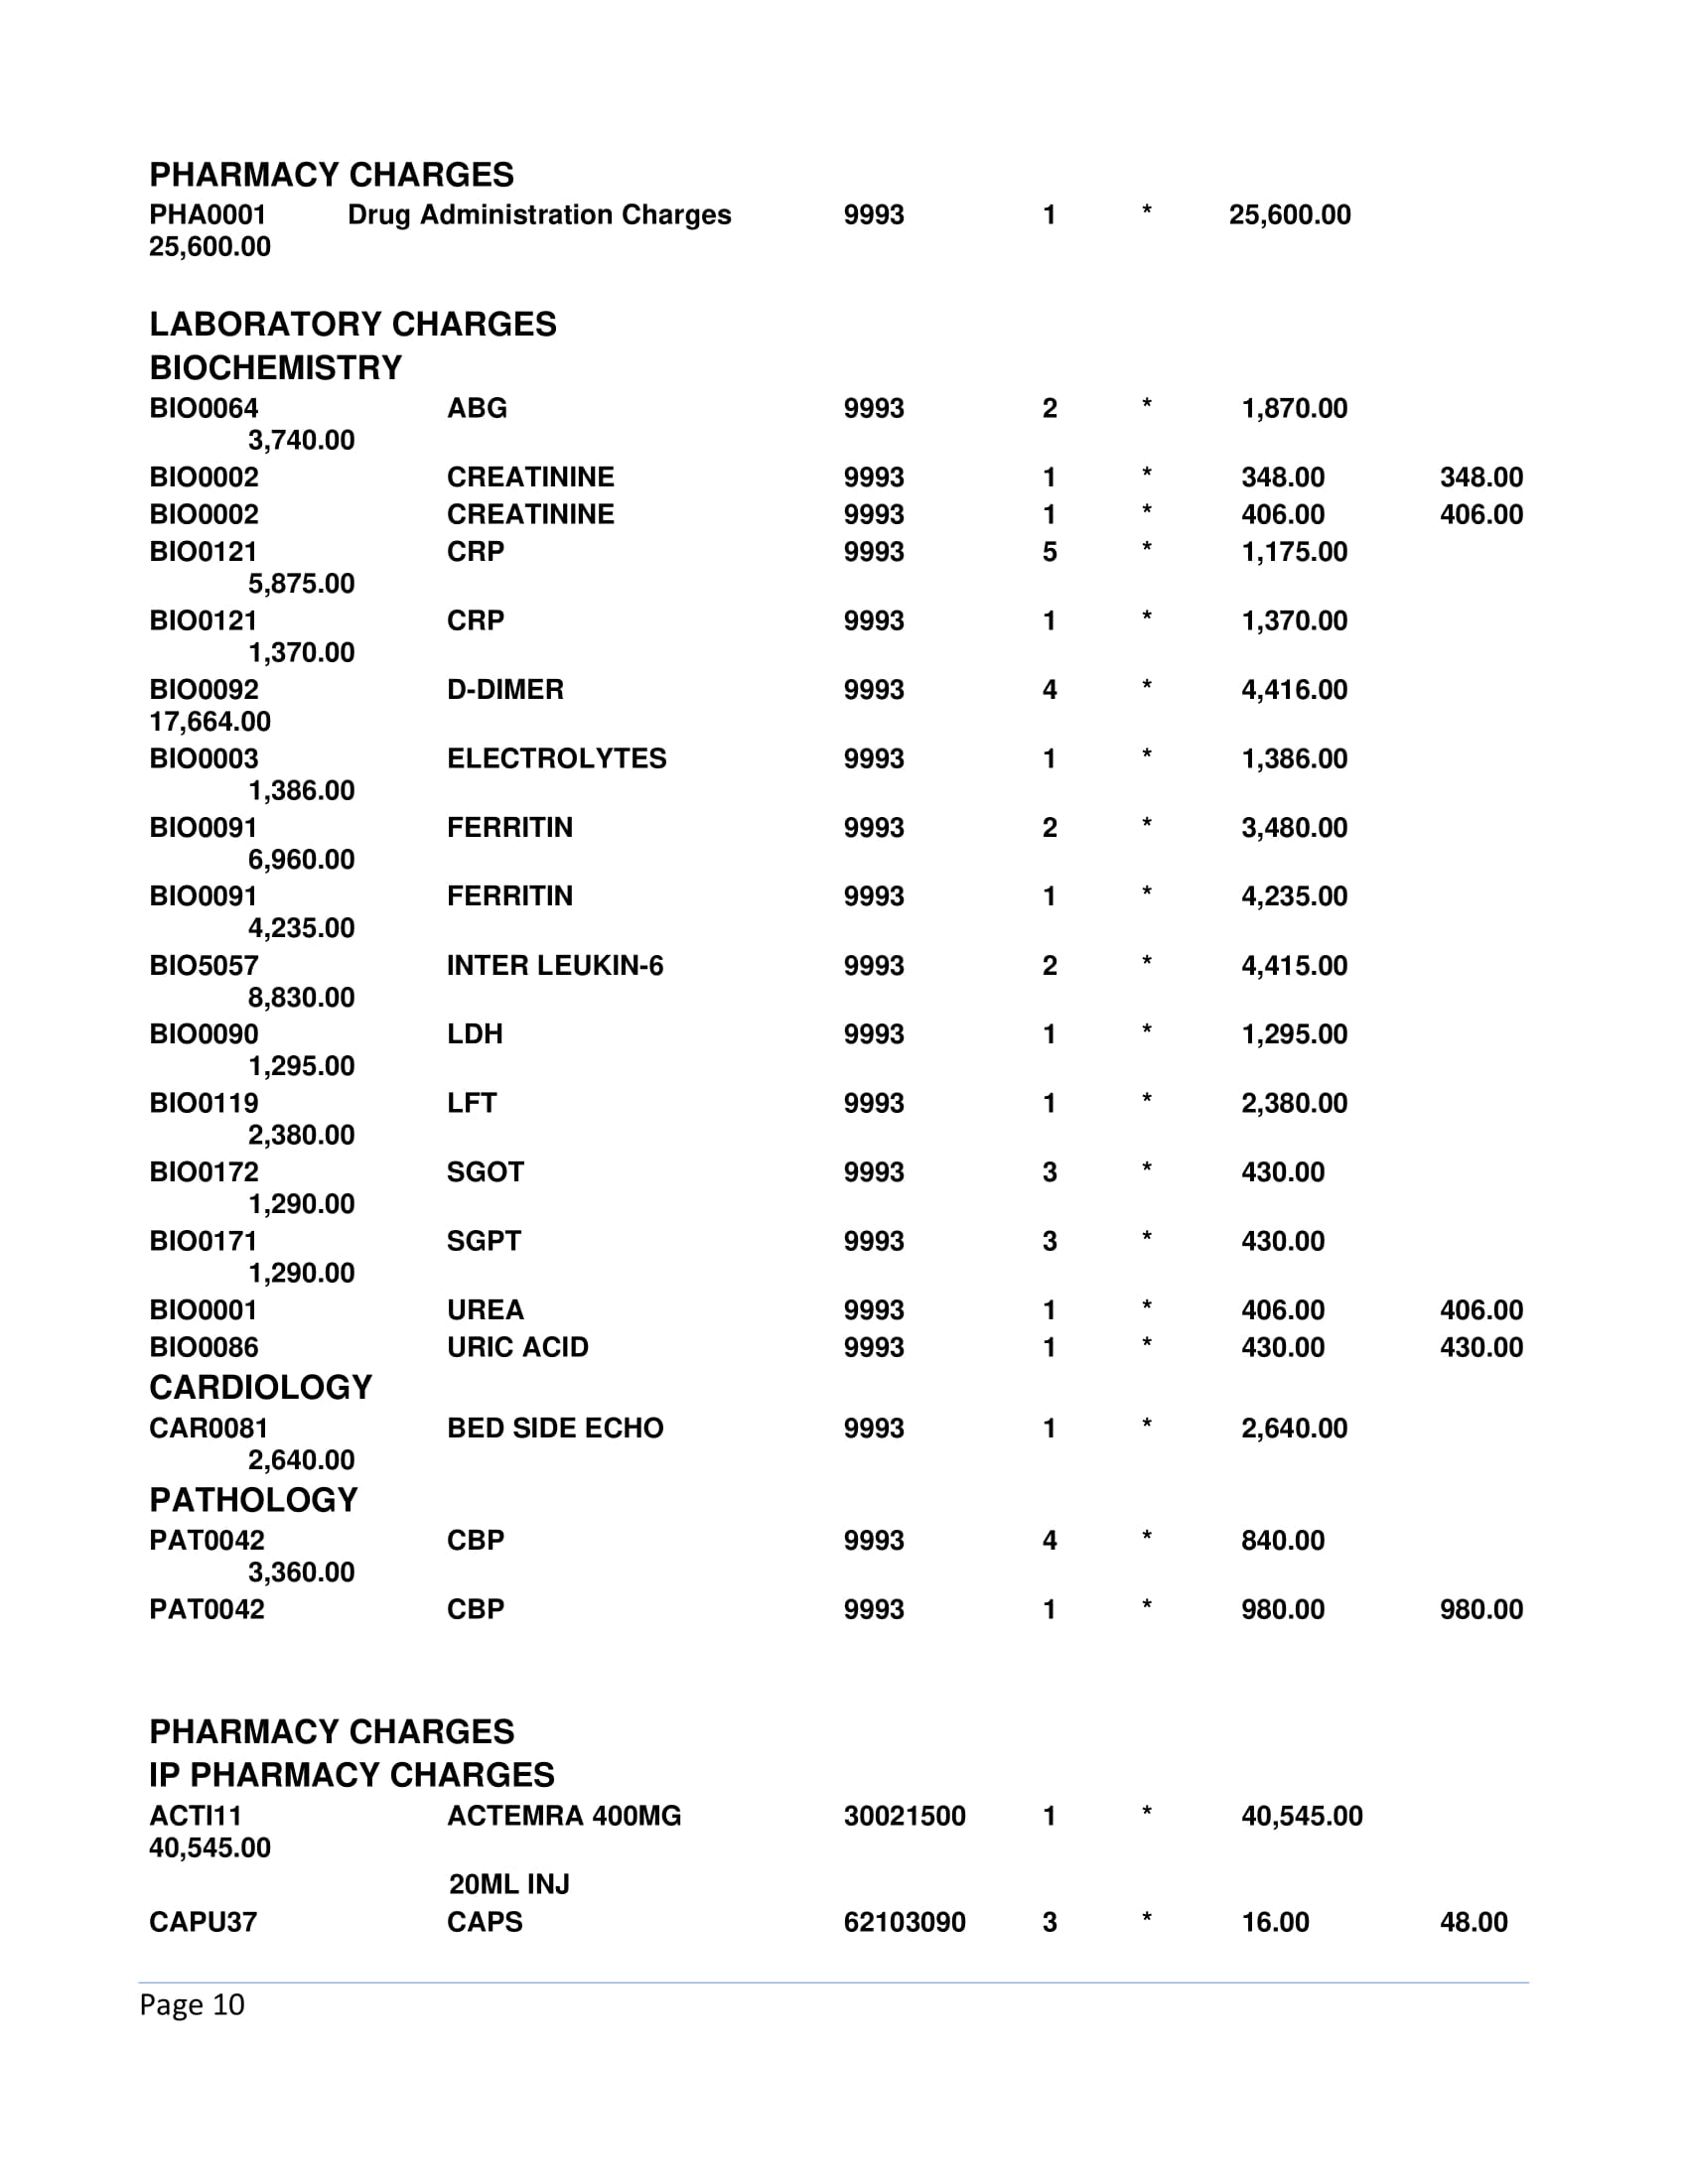 PHARMACY CHARGES
PHA0001 Drug Administration Charges 9993 1 * 25,600.00
25,600.00
LABORATORY CHARGES
BIOCHEMISTRY
BIO0064 ABG 9993 2 * 1,870.00
3,740.00
BIO0002 CREATININE 9993 1 * 348.00 348.00
BIO0002 CREATININE 9993 1 * 406.00 406.00
BIO0121 CRP 9993 5 * 1,175.00
5,875.00
BIO0121 CRP 9993 1 * 1,370.00
1,370.00
BIO0092 D-DIMER 9993 4 * 4,416.00
17,664.00
BIO0003 ELECTROLYTES 9993 1 * 1,386.00
1,386.00
BIO0091 FERRITIN 9993 2 * 3,480.00
6,960.00
BIO0091 FERRITIN 9993 1 * 4,235.00
4,235.00
BIO5057 INTER LEUKIN-6 9993 2 * 4,415.00
8,830.00
BIO0090 LDH 9993 1 * 1,295.00
1,295.00
BIO0119 LFT 9993 1 * 2,380.00
2,380.00
BIO0172 SGOT 9993 3 * 430.00
1,290.00
BIO0171 SGPT 9993 3 * 430.00
1,290.00
BIO0001 UREA 9993 1 * 406.00 406.00
BIO0086 URIC ACID 9993 1 * 430.00 430.00
CARDIOLOGY
CAR0081 BED SIDE ECHO 9993 1 * 2,640.00
2,640.00
PATHOLOGY
PAT0042 CBP 9993 4 * 840.00
3,360.00
PAT0042 CBP 9993 1 * 980.00 980.00
PHARMACY CHARGES
IP PHARMACY CHARGES
ACTI11 ACTEMRA 400MG 30021500 1 * 40,545.00
40,545.00
20ML INJ
CAPU37 CAPS 62103090 3 * 16.00 48.00
Page 10